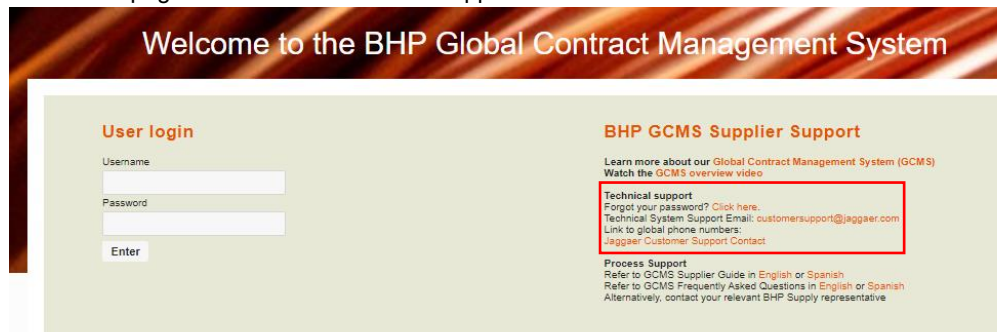 Welcome to the BHP Global Contract Management System
User login
Username
Password
Enter
BHP GCMS Supplier Support
Learn more about our Global Contract Management System (GCMS)
Watch the GCMS overview video
Technical support
Forgot your password? Click here.
Technical System Support Email: customersupport@jaggaer.com
Link to global phone numbers:
Jaggaer Customer Support Contact
Process Support
Refer to GCMS Supplier Guide in English or Spanish
Refer to GCMS Frequently Asked Questions in English or Spanish
Alternatively, contact your relevant BHP Supply representative